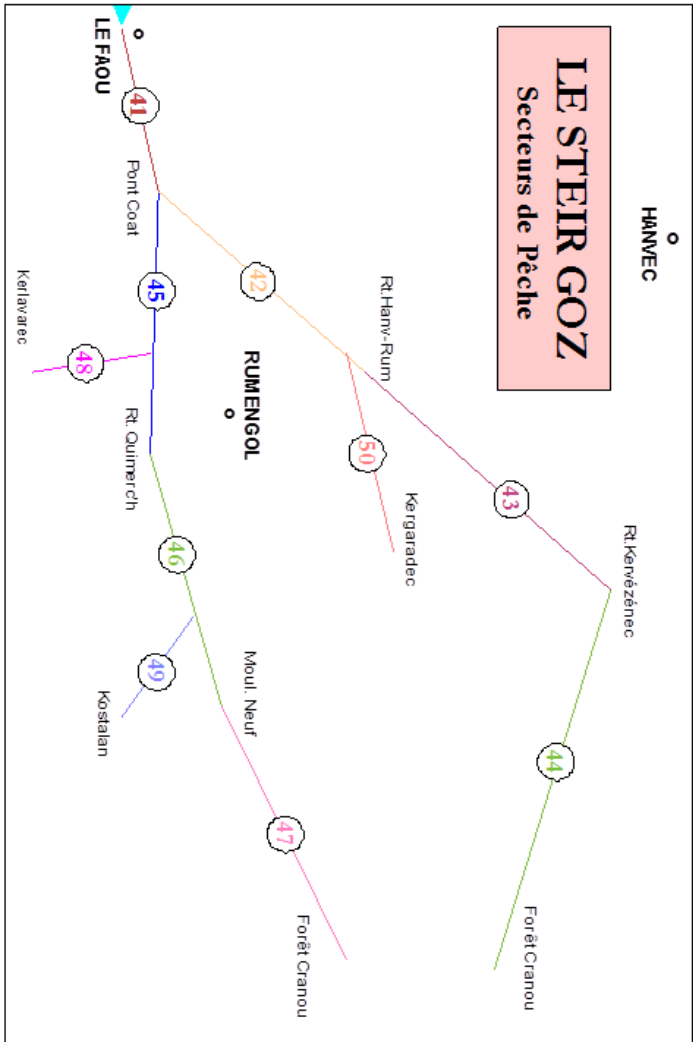 LE STEIR GOZ
Secteurs de Pêche
HANVEC
LE FAOU
41
Pont Coat
42
Rt.Hanv-Rum
43
Rt.Kervézénec
44
Forêt Cranou
50
Kergaradec
RUMENGOL
45
48
Kerlavarec
Rt. Quimerc'h
46
49
Kostalan
Moul. Neuf
47
Forêt Cranou